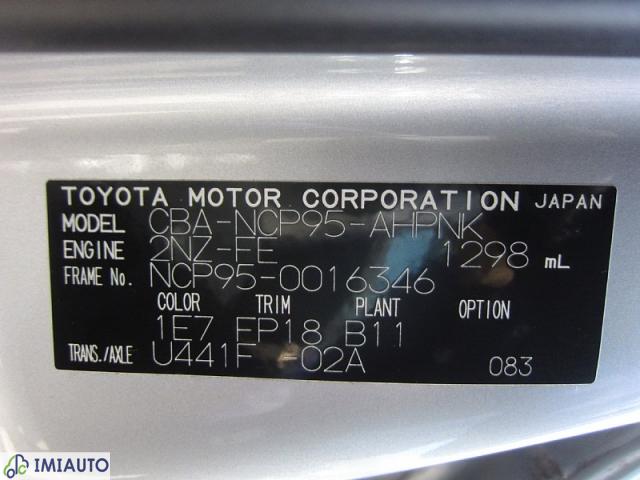 TOYOTA MOTOR CORPORATION JAPAN
MODEL CBA-NCP95-AHPNK
ENGINE 2NZ-FE 1298 mL
FRAME No. NCP95-0016346
COLOR TRIM PLANT OPTION
1E7 FP18 B11
TRANS./AXLE U441F -02A 083
IMIAUTO